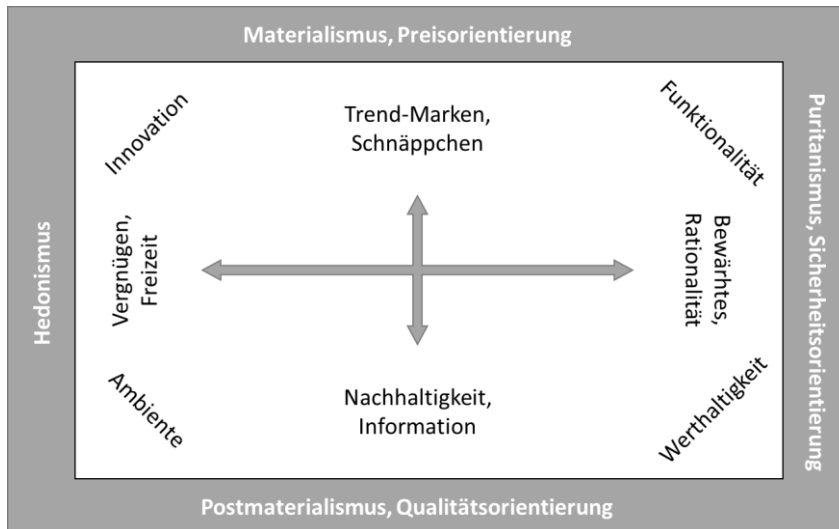 Materialismus, Preisorientierung
Innovation
Trend-Marken,
Schnäppchen
Funktionalität
Hedonismus
Vergnügen,
Freizeit
Bewährtes,
Rationalität
Puritanismus, Sicherheitsorientierung
Ambiente
Nachhaltigkeit,
Information
Werthaltigkeit
Postmaterialismus, Qualitätsorientierung